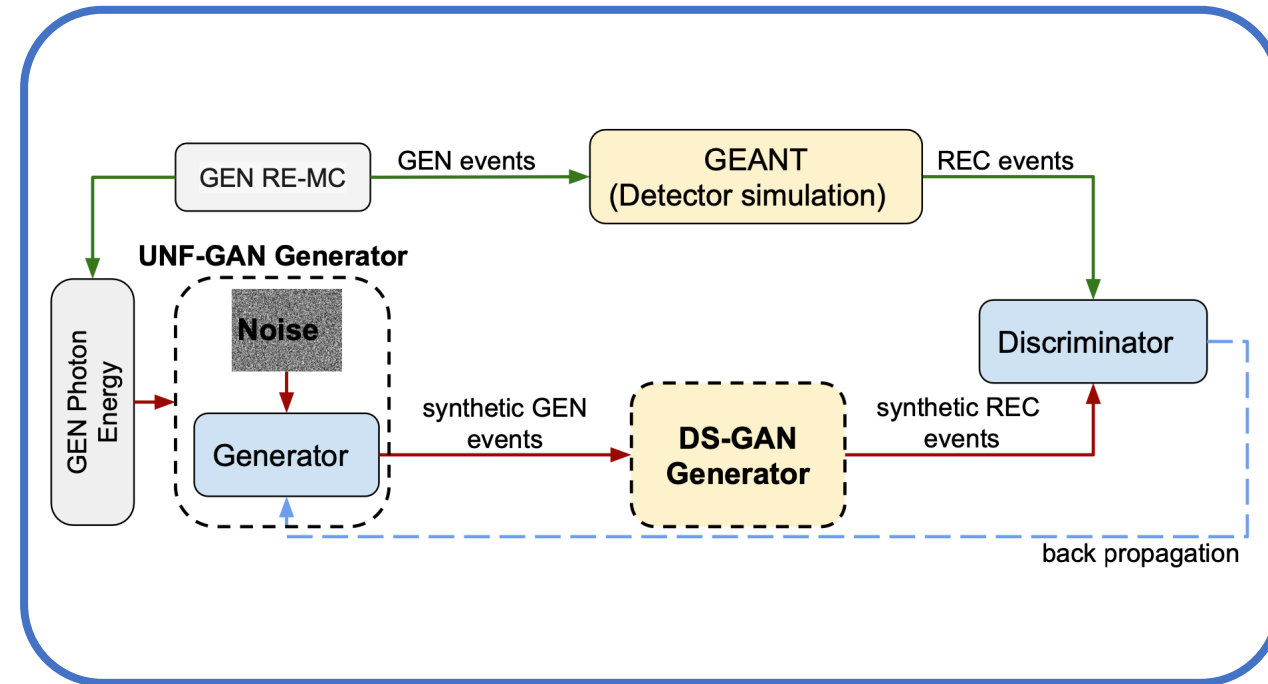 GEN RE-MC
GEN events
GEANT
(Detector simulation)
REC events
UNF-GAN Generator
GEN Photon
Energy
Noise
Generator
synthetic GEN
events
DS-GAN
Generator
synthetic REC
events
Discriminator
back propagation